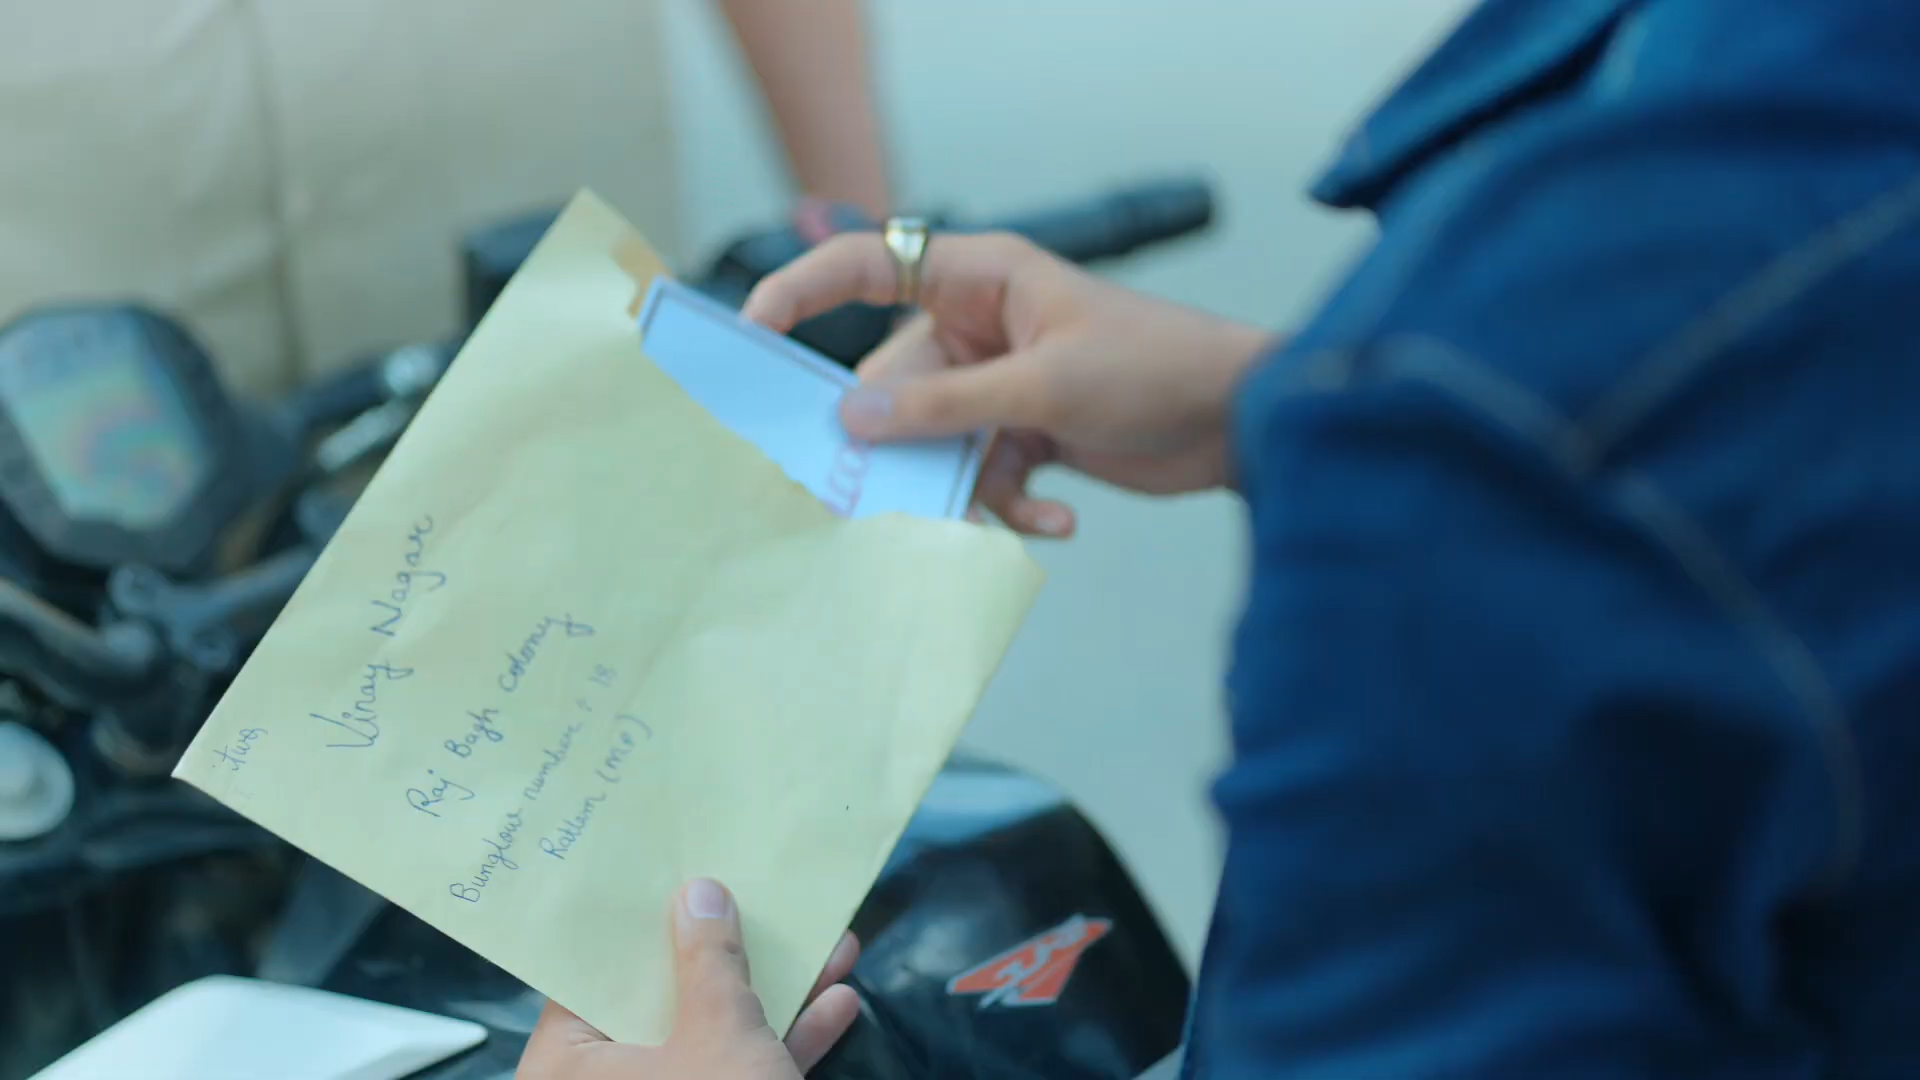 Vinay Nagar
Raj Bagh colony
Bunglow number : 18
Ratlam (MP)